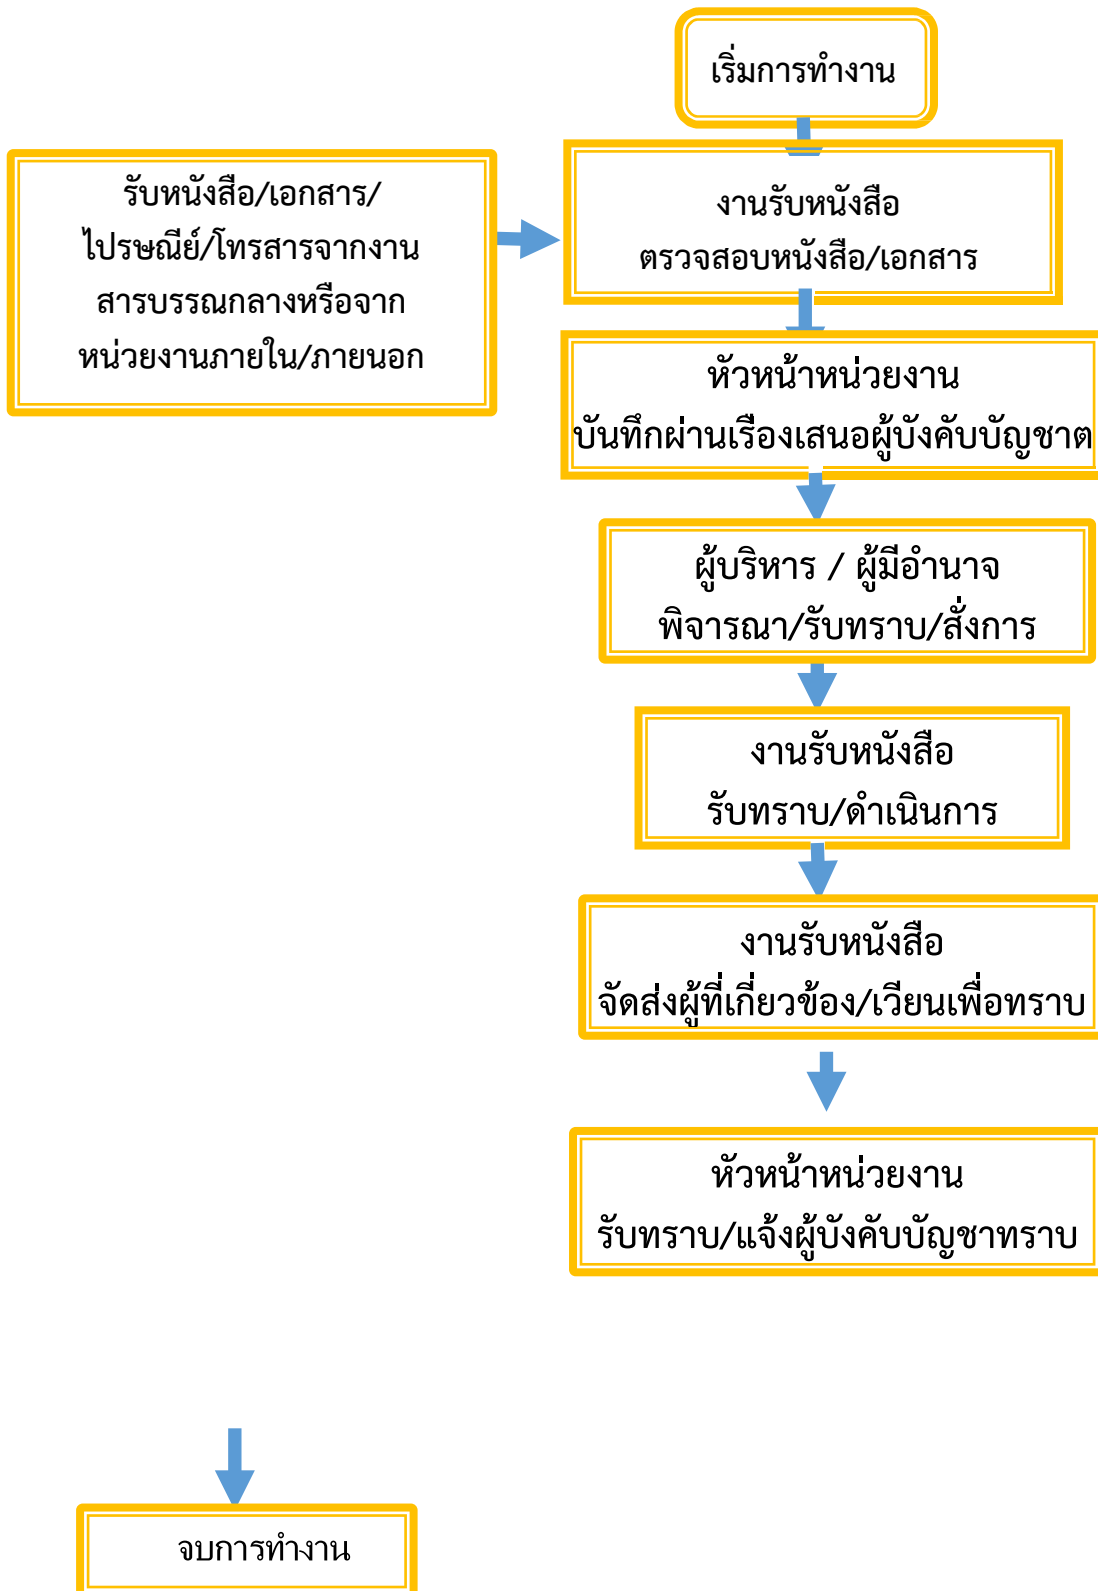 เริ่มการทำงาน
รับหนังสือ/เอกสาร/
ไปรษณีย์/โทรสารจากงาน
สารบรรณกลางหรือจาก
หน่วยงานภายใน/ภายนอก
งานรับหนังสือ
ตรวจสอบหนังสือ/เอกสาร
หัวหน้าหน่วยงาน
บันทึกผ่านเรื่องเสนอผู้บังคับบัญชาต
ผู้บริหาร / ผู้มีอำนาจ
พิจารณา/รับทราบ/สั่งการ
งานรับหนังสือ
รับทราบ/ดำเนินการ
งานรับหนังสือ
จัดส่งผู้ที่เกี่ยวข้อง/เวียนเพื่อทราบ
หัวหน้าหน่วยงาน
รับทราบ/แจ้งผู้บังคับบัญชาทราบ
จบการทำงาน